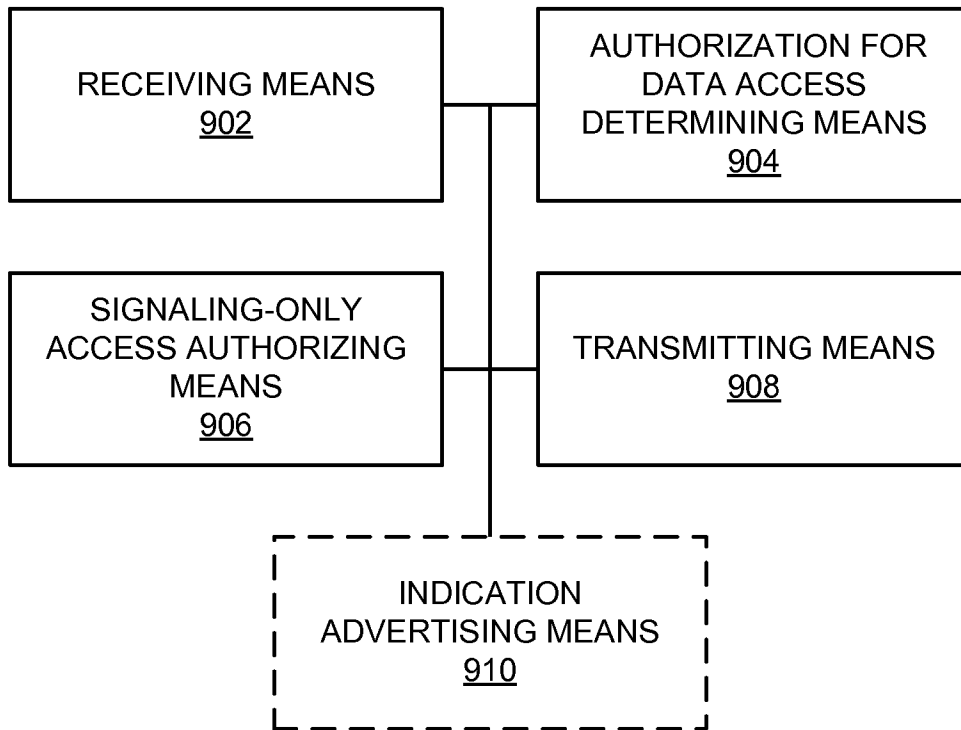 RECEIVING MEANS
902
AUTHORIZATION FOR
DATA ACCESS
DETERMINING MEANS
904
SIGNALING-ONLY
ACCESS AUTHORIZING
MEANS
906
TRANSMITTING MEANS
908
INDICATION
ADVERTISING MEANS
910